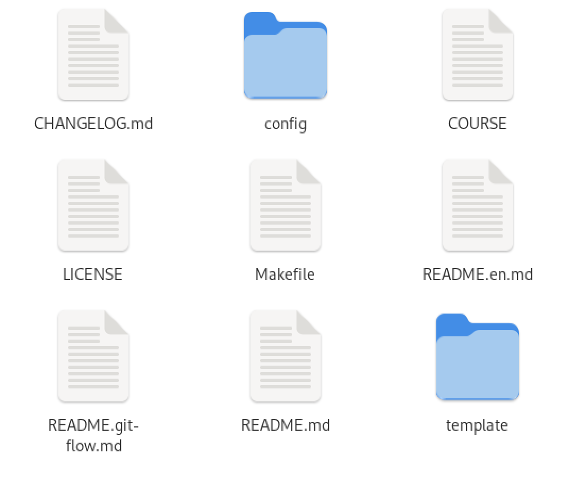 CHANGELOG.md
config
COURSE
LICENSE
Makefile
README.en.md
README.git-
flow.md
README.md
template